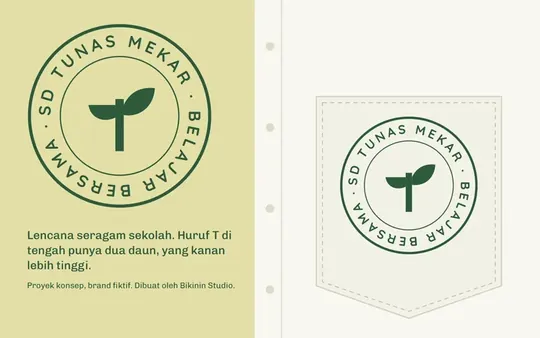 · SD TUNAS MEKAR · BELAJAR BERSAMA
Lencana seragam sekolah. Huruf T di
tengah punya dua daun, yang kanan
lebih tinggi.
Proyek konsep, brand fiktif. Dibuat oleh Bikinin Studio.
· SD TUNAS MEKAR · BELAJAR BERSAMA